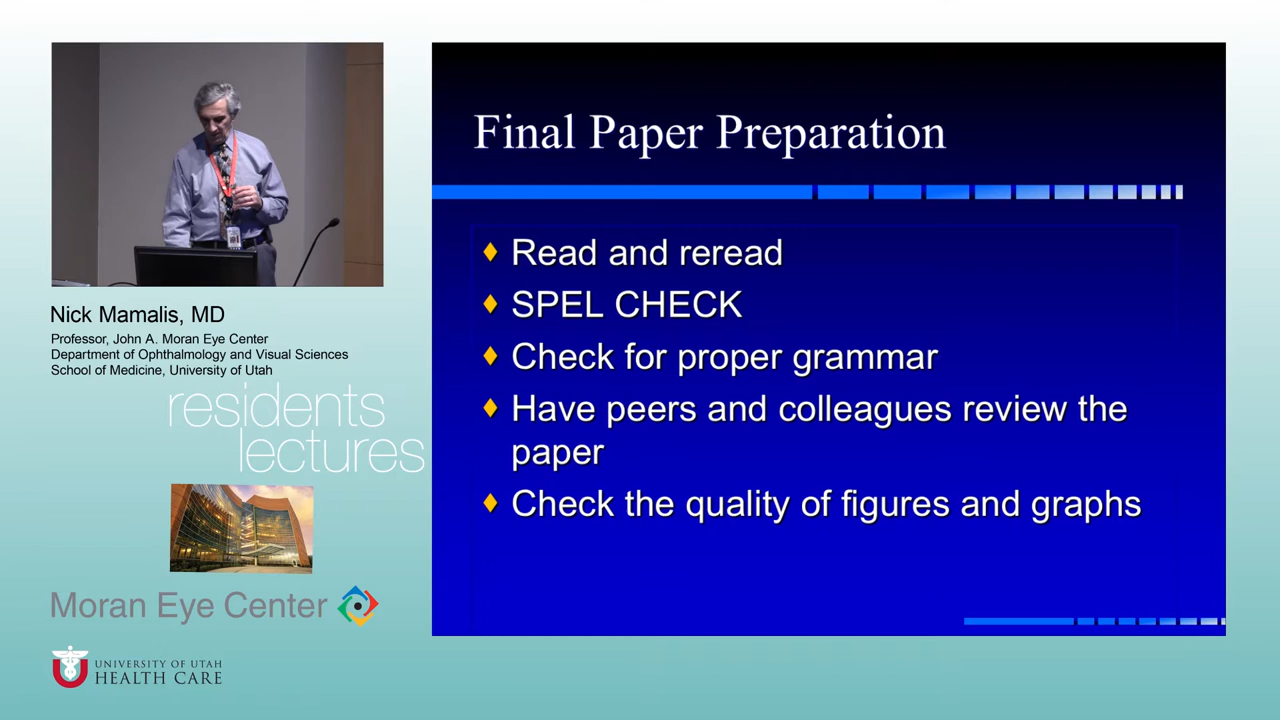 Final Paper Preparation
Read and reread
SPEL CHECK
Check for proper grammar
Have peers and colleagues review the
paper
Check the quality of figures and graphs
Nick Mamalis, MD
Professor, John A. Moran Eye Center
Department of Ophthalmology and Visual Sciences
School of Medicine, University of Utah
residents
lectures
Moran Eye Center
UNIVERSITY OF UTAH
HEALTH CARE